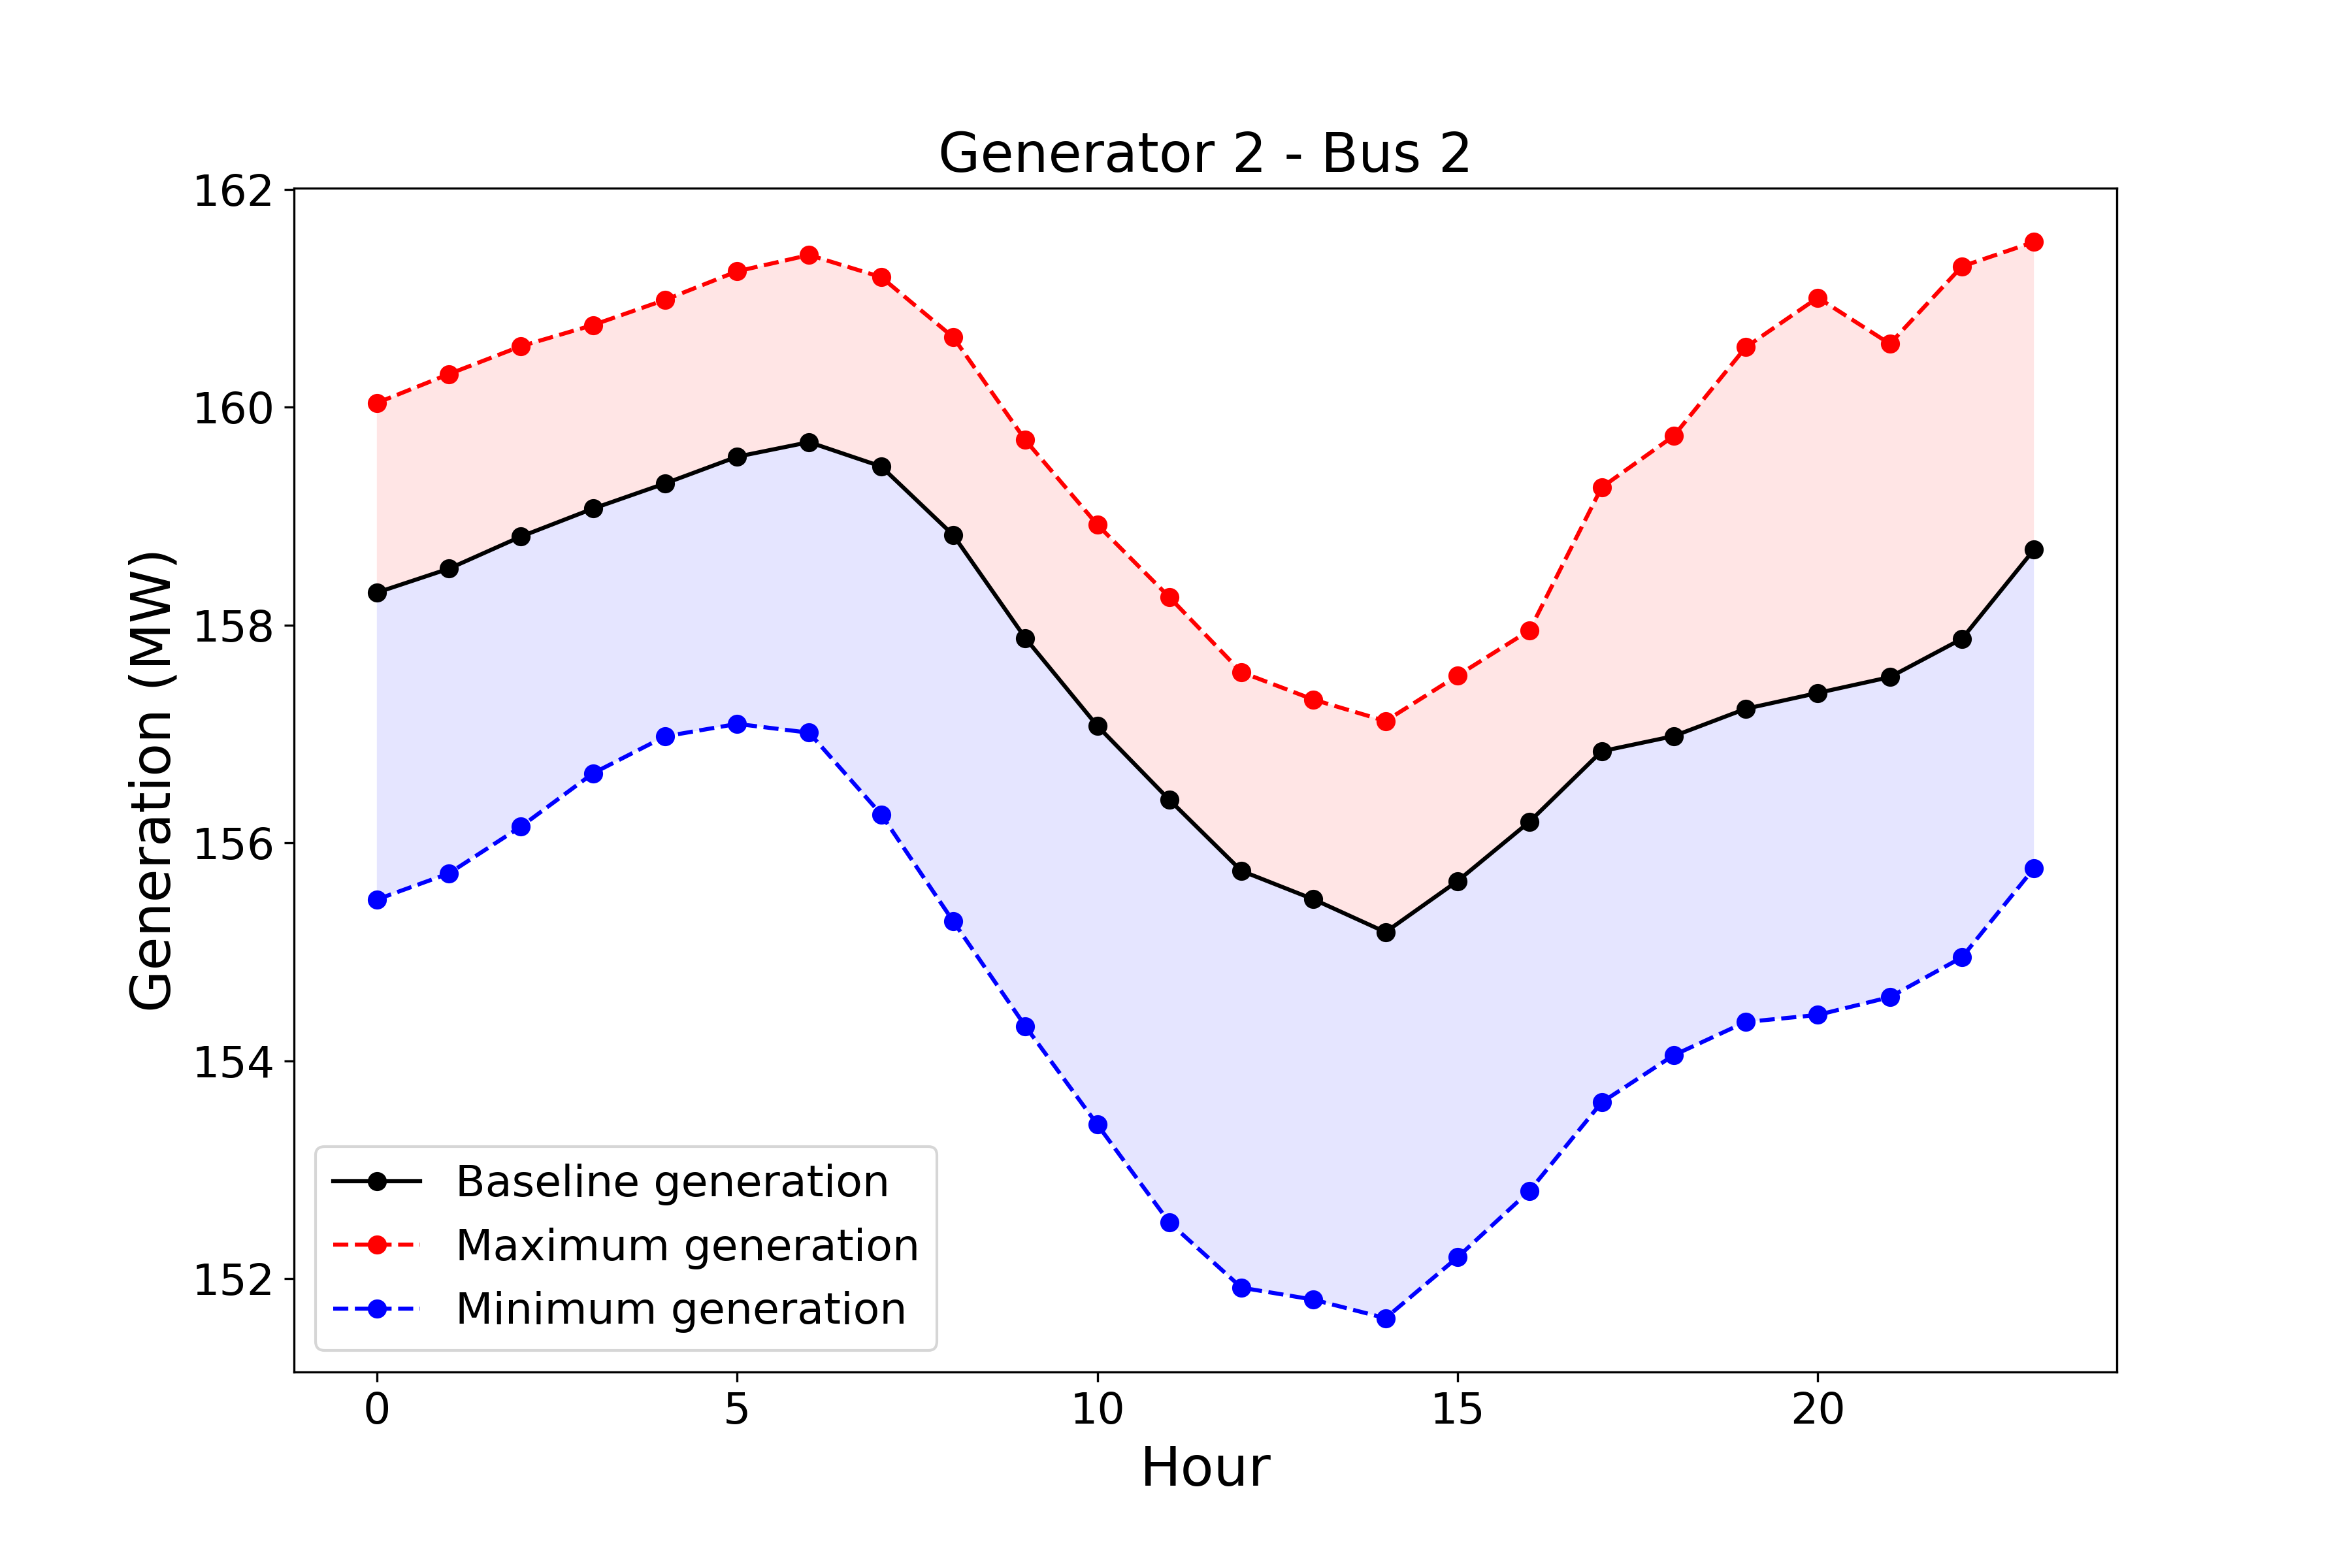 Generator 2 - Bus 2
Generation (MW)
162
160
158
156
154
152
Baseline generation
Maximum generation
Minimum generation
0 5 10 15 20
Hour